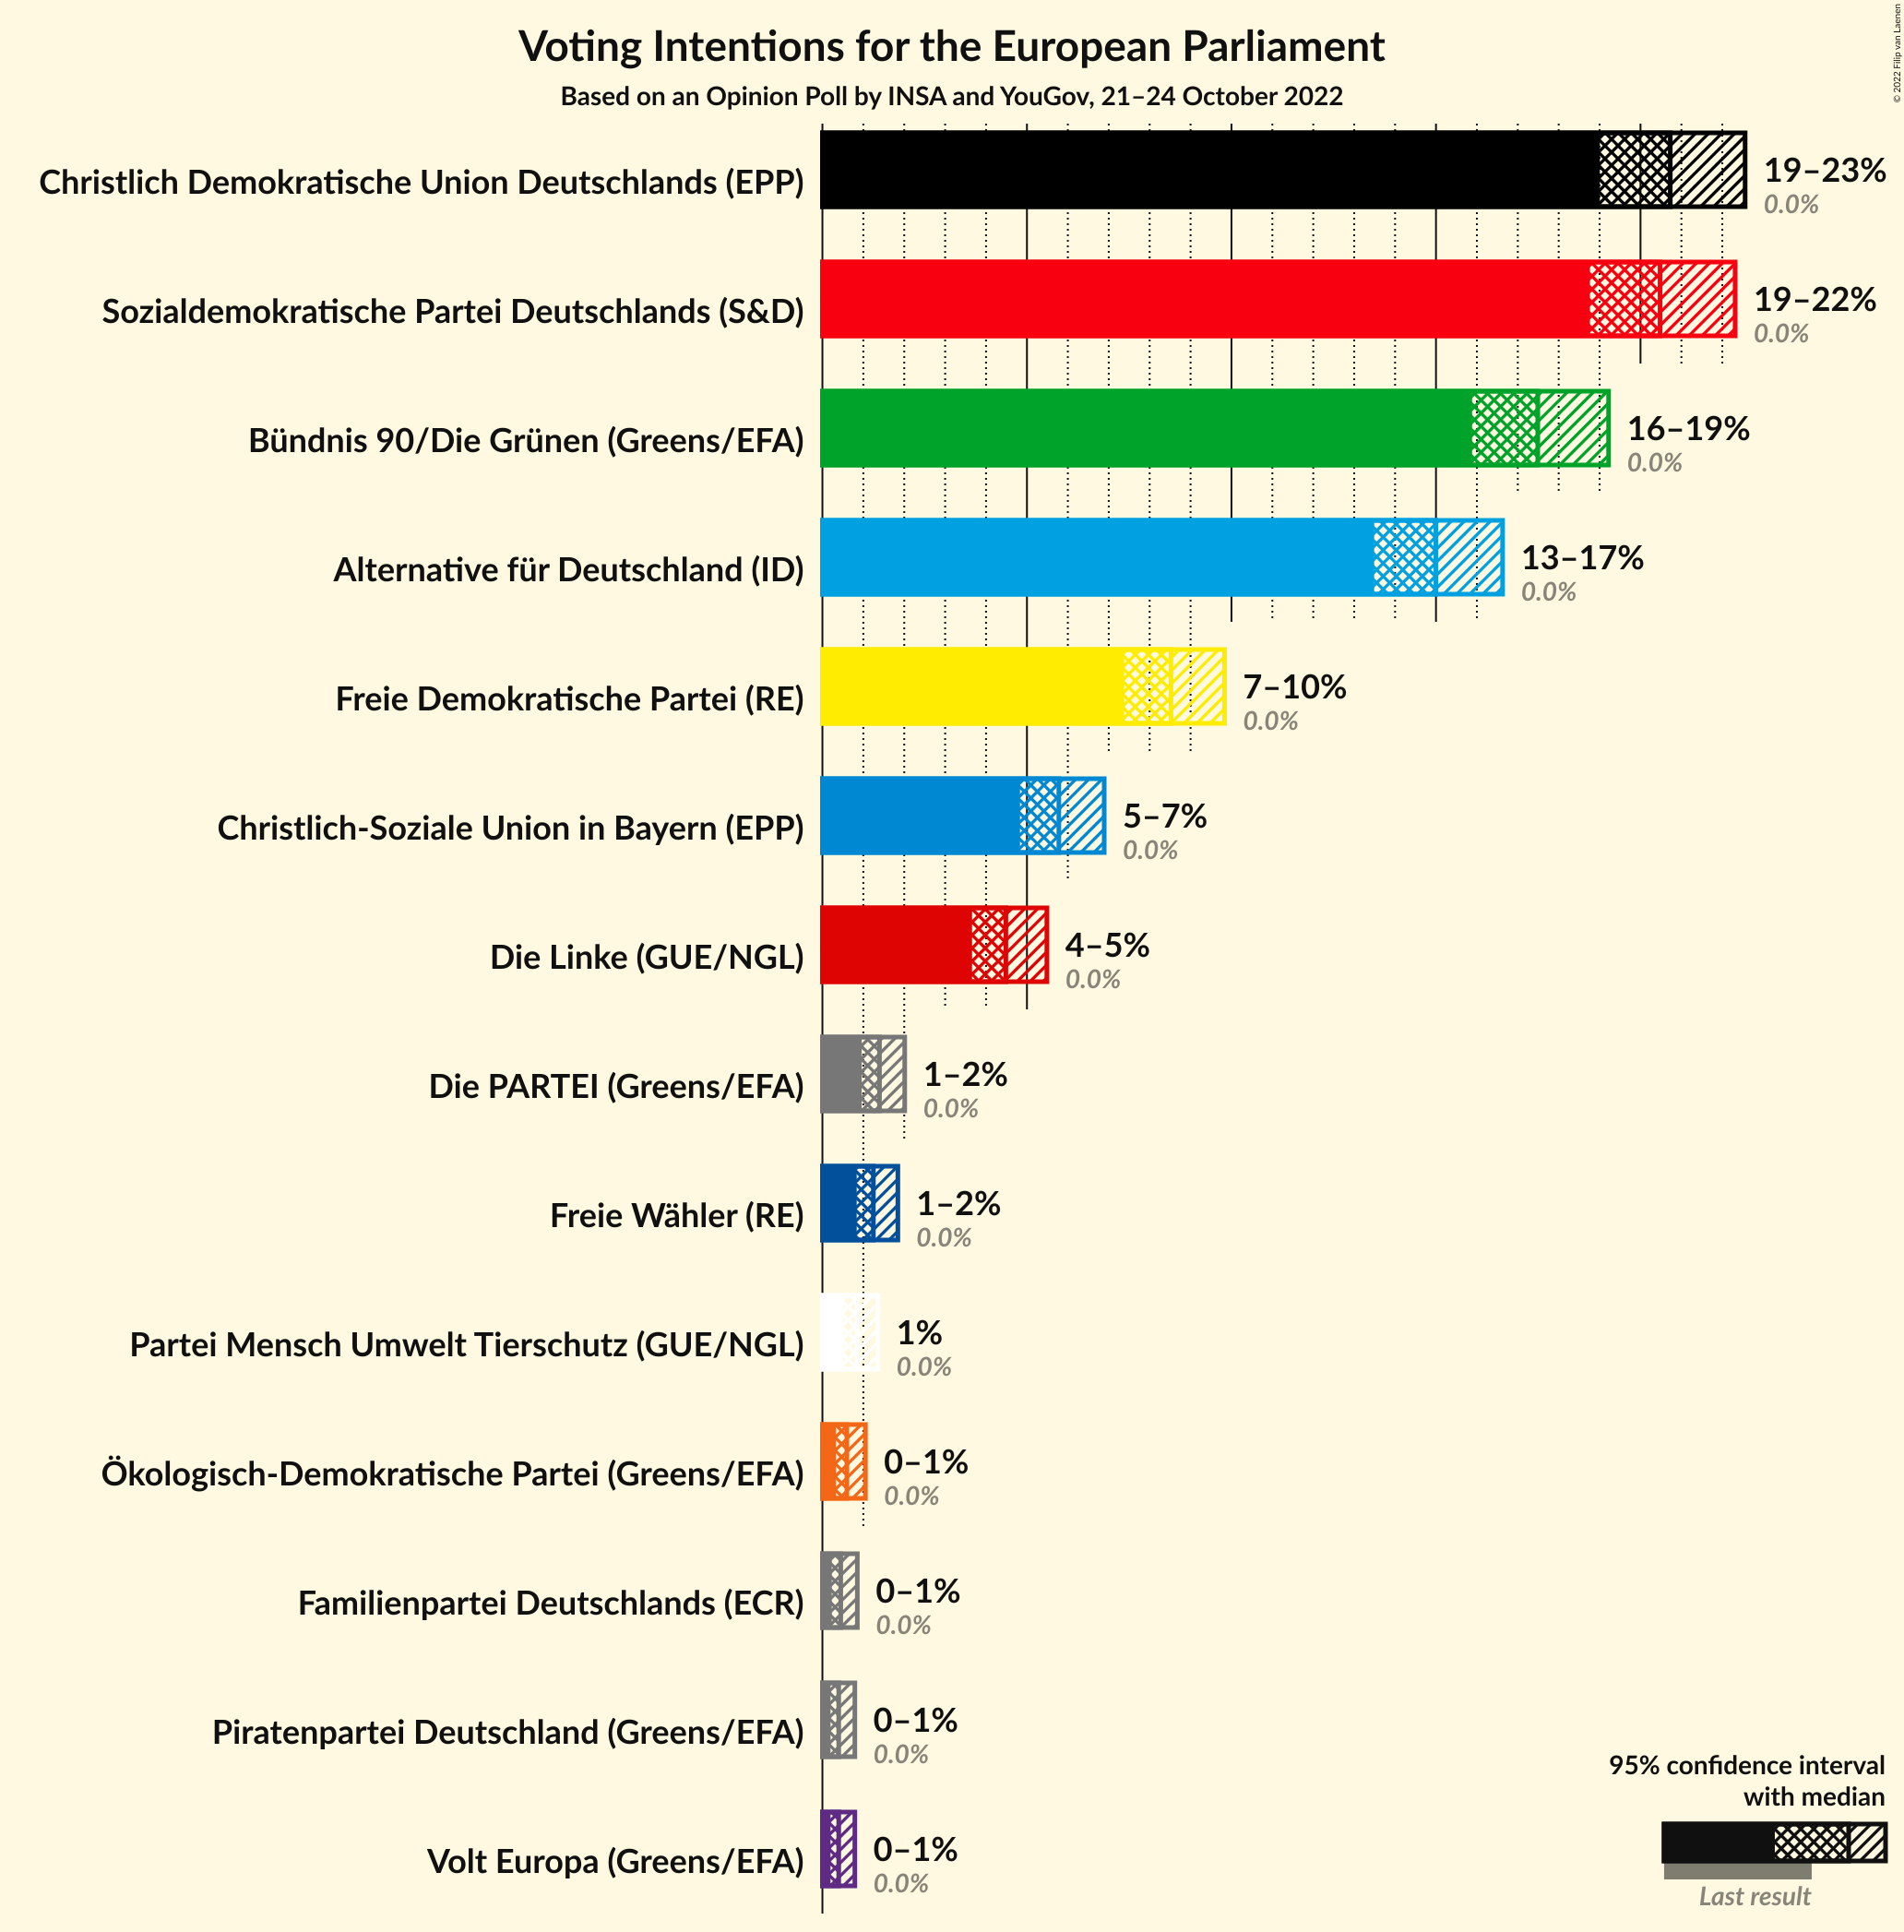 © 2022 Filip van Laenen
Voting Intentions for the European Parliament
Based on an Opinion Poll by INSA and YouGov, 21–24 October 2022
Christlich Demokratische Union Deutschlands (EPP)
19–23%
0.0%
Sozialdemokratische Partei Deutschlands (S&D)
19–22%
0.0%
Bündnis 90/Die Grünen (Greens/EFA)
16–19%
0.0%
Alternative für Deutschland (ID)
13–17%
0.0%
Freie Demokratische Partei (RE)
7–10%
0.0%
Christlich-Soziale Union in Bayern (EPP)
5–7%
0.0%
Die Linke (GUE/NGL)
4–5%
0.0%
Die PARTEI (Greens/EFA)
1–2%
0.0%
Freie Wähler (RE)
1–2%
0.0%
Partei Mensch Umwelt Tierschutz (GUE/NGL)
1%
0.0%
Ökologisch-Demokratische Partei (Greens/EFA)
0–1%
0.0%
Familienpartei Deutschlands (ECR)
0–1%
0.0%
Piratenpartei Deutschland (Greens/EFA)
0–1%
0.0%
Volt Europa (Greens/EFA)
0–1%
0.0%
95% confidence interval
with median
Last result